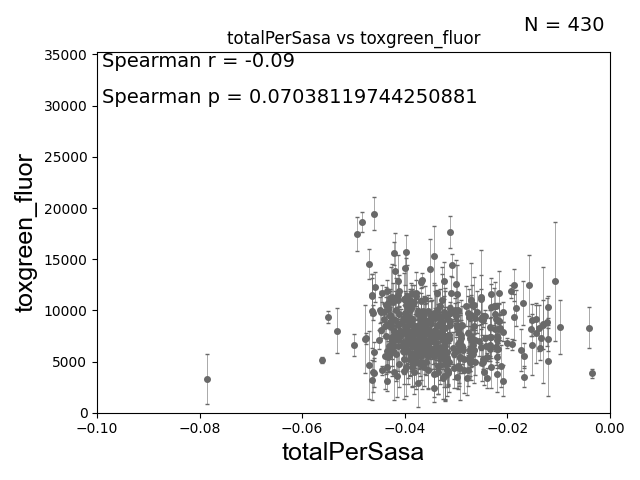 N = 430
totalPerSasa vs toxgreen_fluor
Spearman r = -0.09
Spearman p = 0.07038119744250881
toxgreen_fluor
35000
30000
25000
20000
15000
10000
5000
0
−0.10 −0.08 −0.06 −0.04 −0.02 0.00
totalPerSasa